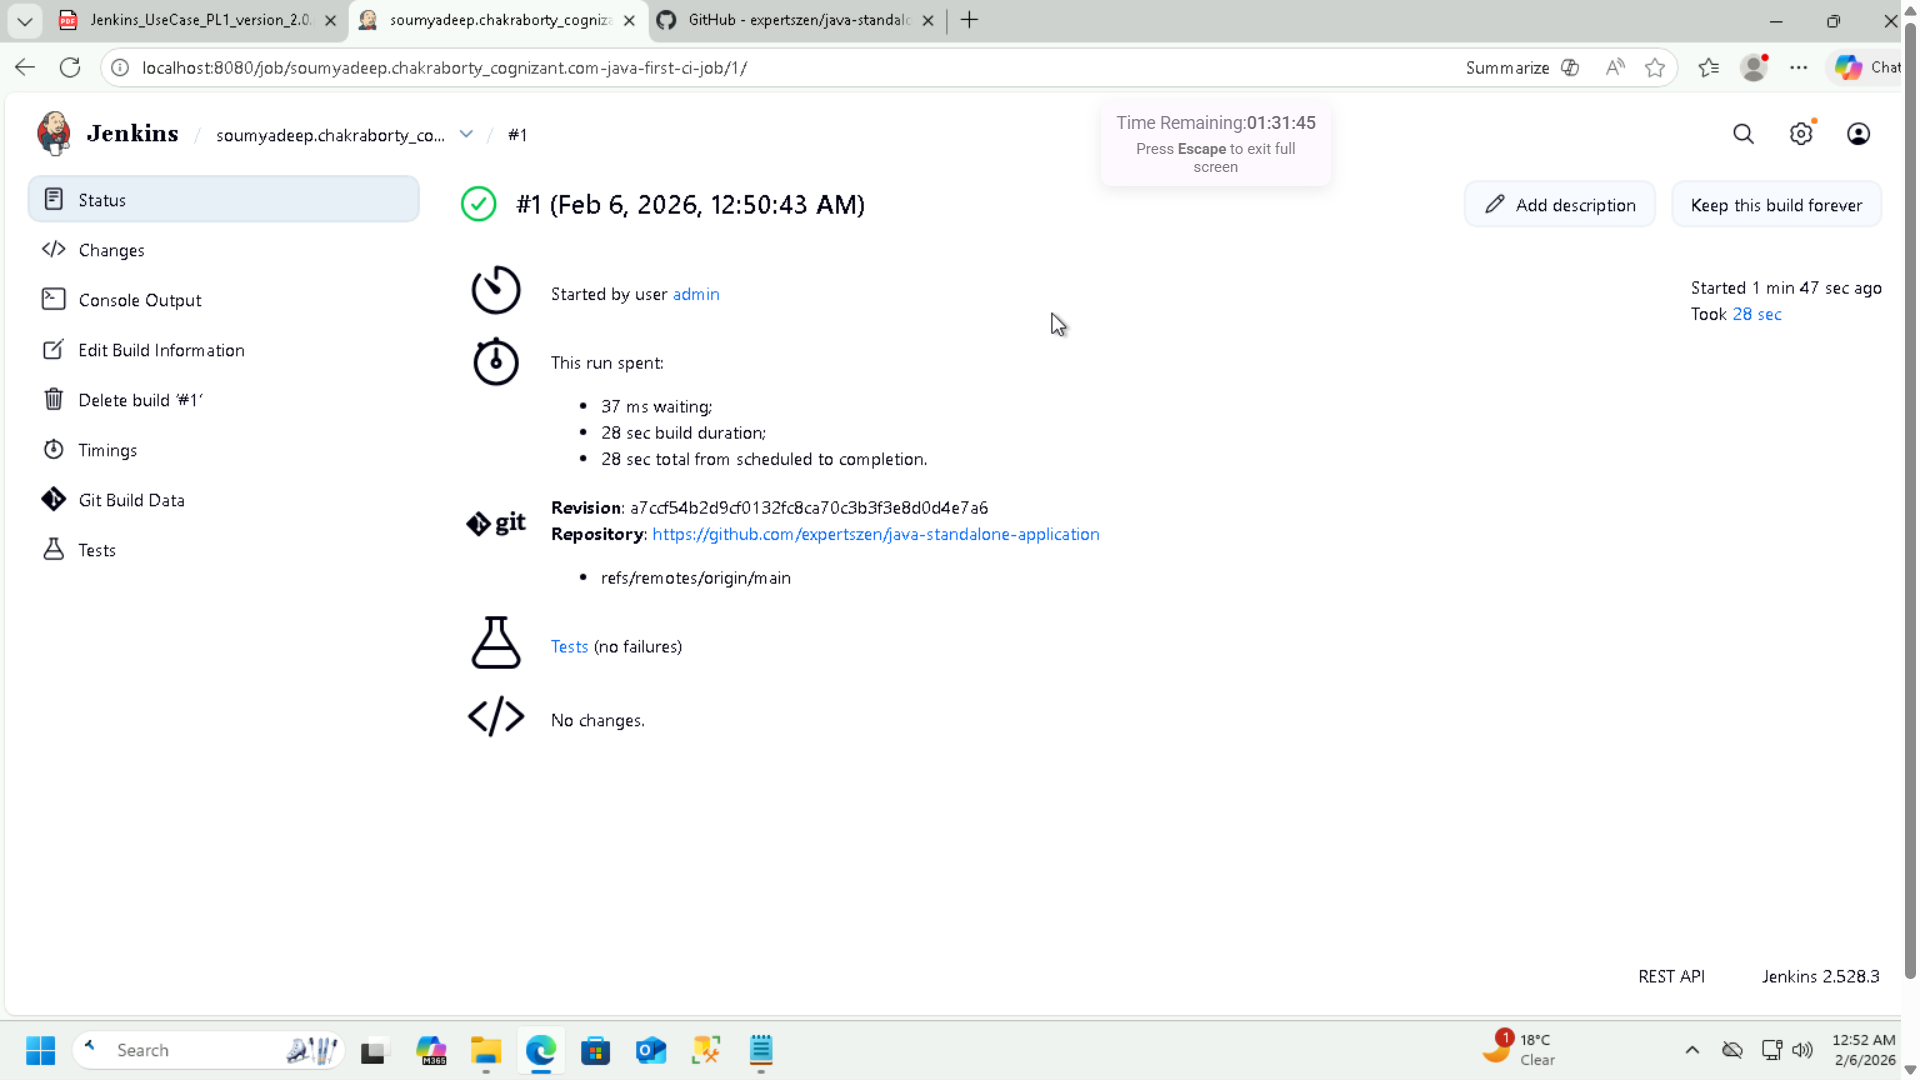 Jenkins_UseCase_PL1_version_2.0.
soumyadeep.chakraborty_cogniza
GitHub - expertszen/java-standalo
localhost:8080/job/soumyadeep.chakraborty_cognizant.com-java-first-ci-job/1/
Summarize
Chat
Jenkins / soumyadeep.chakraborty_co... / #1
Time Remaining:01:31:45
Press Escape to exit full
screen
Status
Changes
Console Output
Edit Build Information
Delete build ‘#1’
Timings
Git Build Data
Tests
#1 (Feb 6, 2026, 12:50:43 AM)
Add description
Keep this build forever
Started by user admin
Started 1 min 47 sec ago
Took 28 sec
This run spent:
• 37 ms waiting;
• 28 sec build duration;
• 28 sec total from scheduled to completion.
git
Revision: a7ccf54b2d9cf0132fc8ca70c3b3f3e8d0d4e7a6
Repository: https://github.com/expertszen/java-standalone-application
• refs/remotes/origin/main
Tests (no failures)
No changes.
REST API
Jenkins 2.528.3
Search
M365
1
18°C
Clear
12:52 AM
2/6/2026